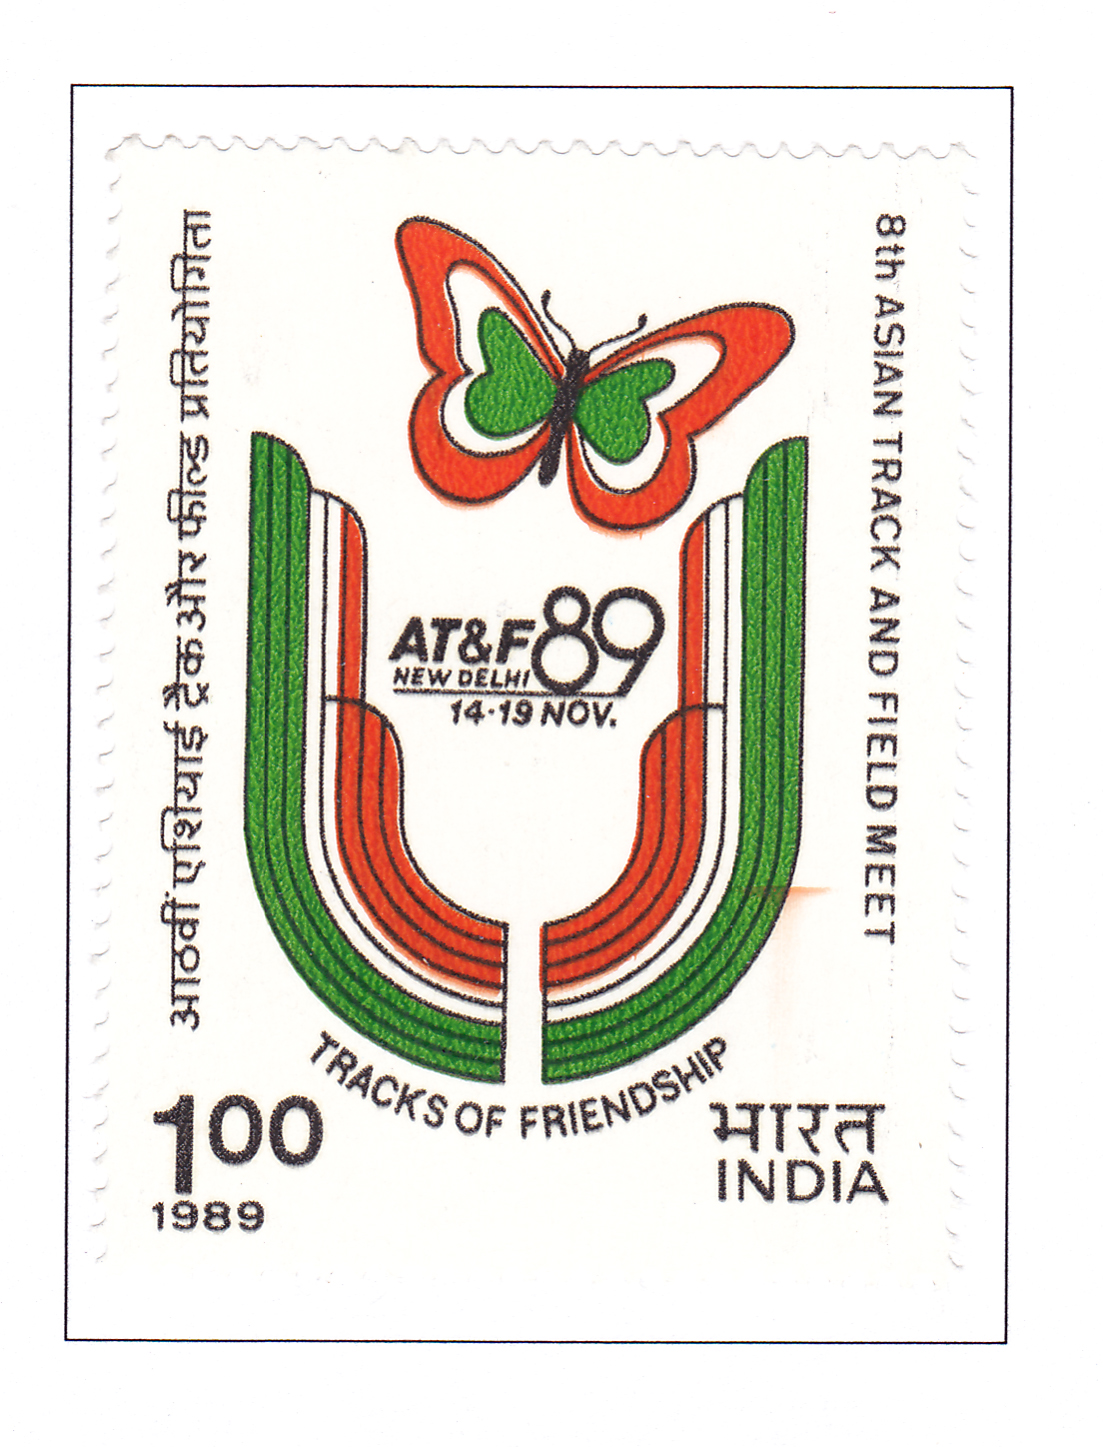 आठवीं एशियाई ट्रैक और फील्ड प्रतियोगिता
8th ASIAN TRACK AND FIELD MEET
AT&F89
NEW DELHI
14-19 NOV.
TRACKS OF FRIENDSHIP
100
1989
भारत
INDIA